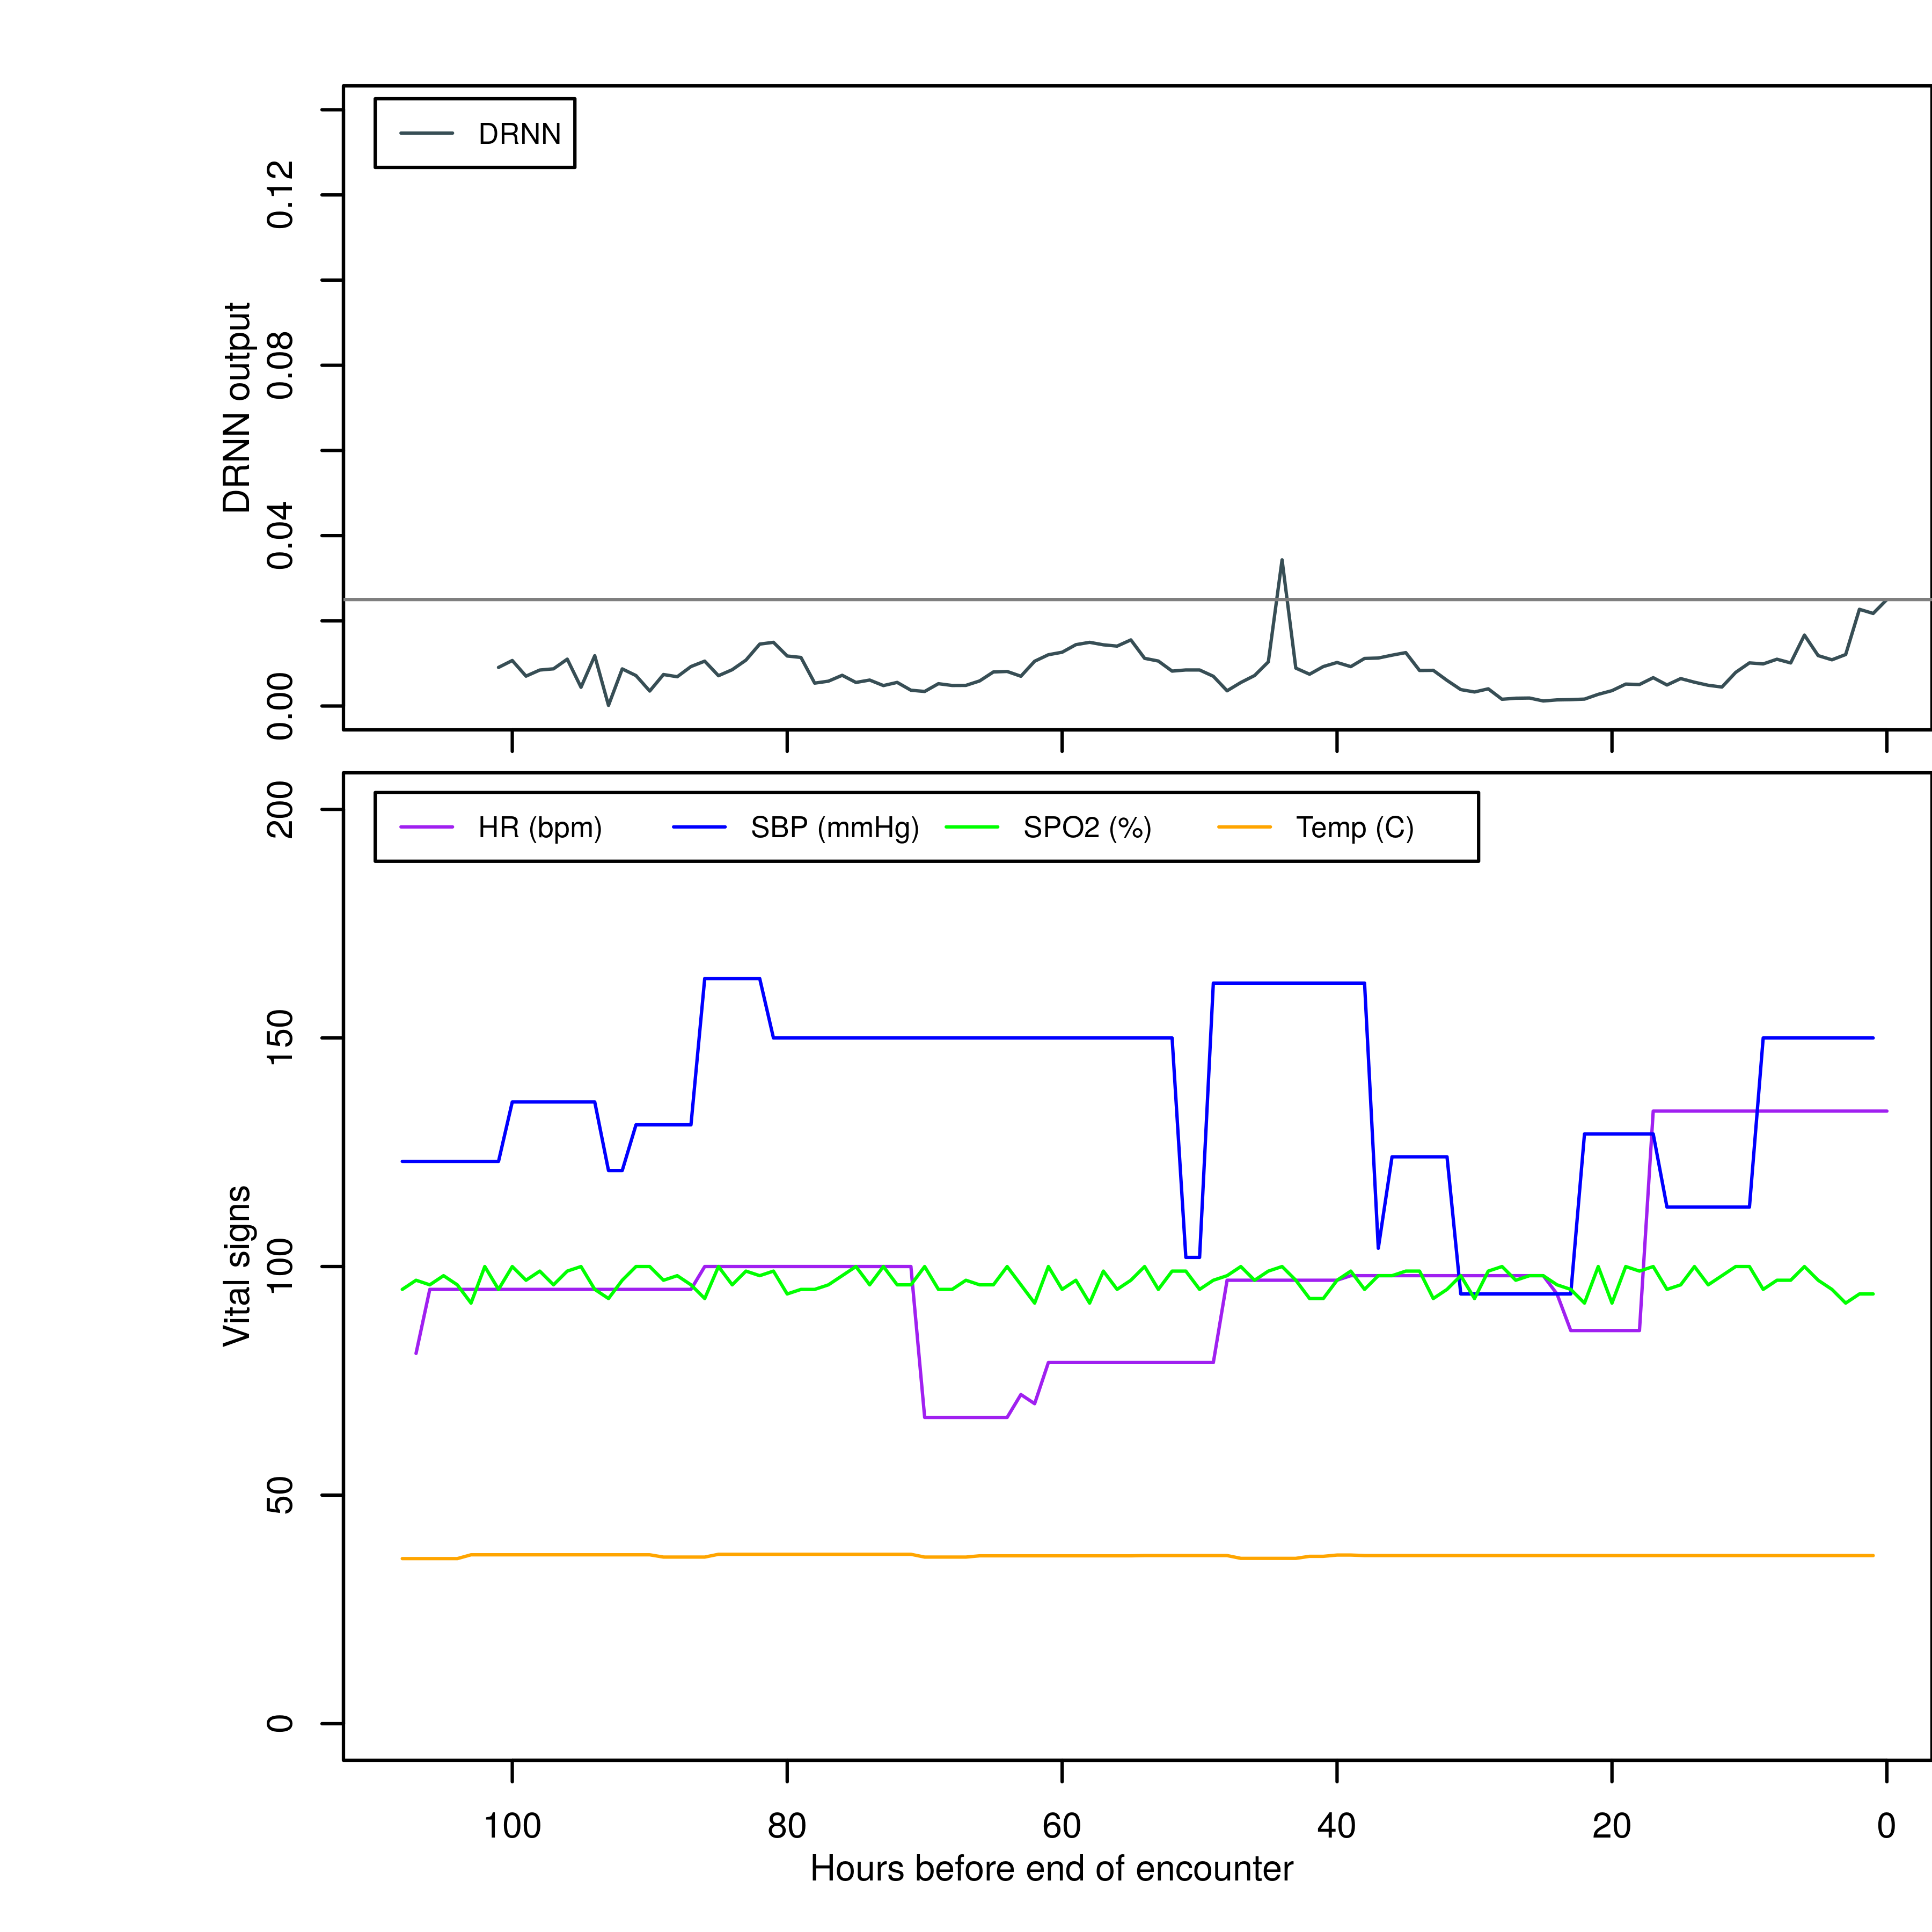 DRNN
0.12
0.08
0.04
0.00
DRNN output
HR (bpm) SBP (mmHg) SPO2 (%) Temp (C)
200
150
100
50
0
Vital signs
100 80 60 40 20 0
Hours before end of encounter